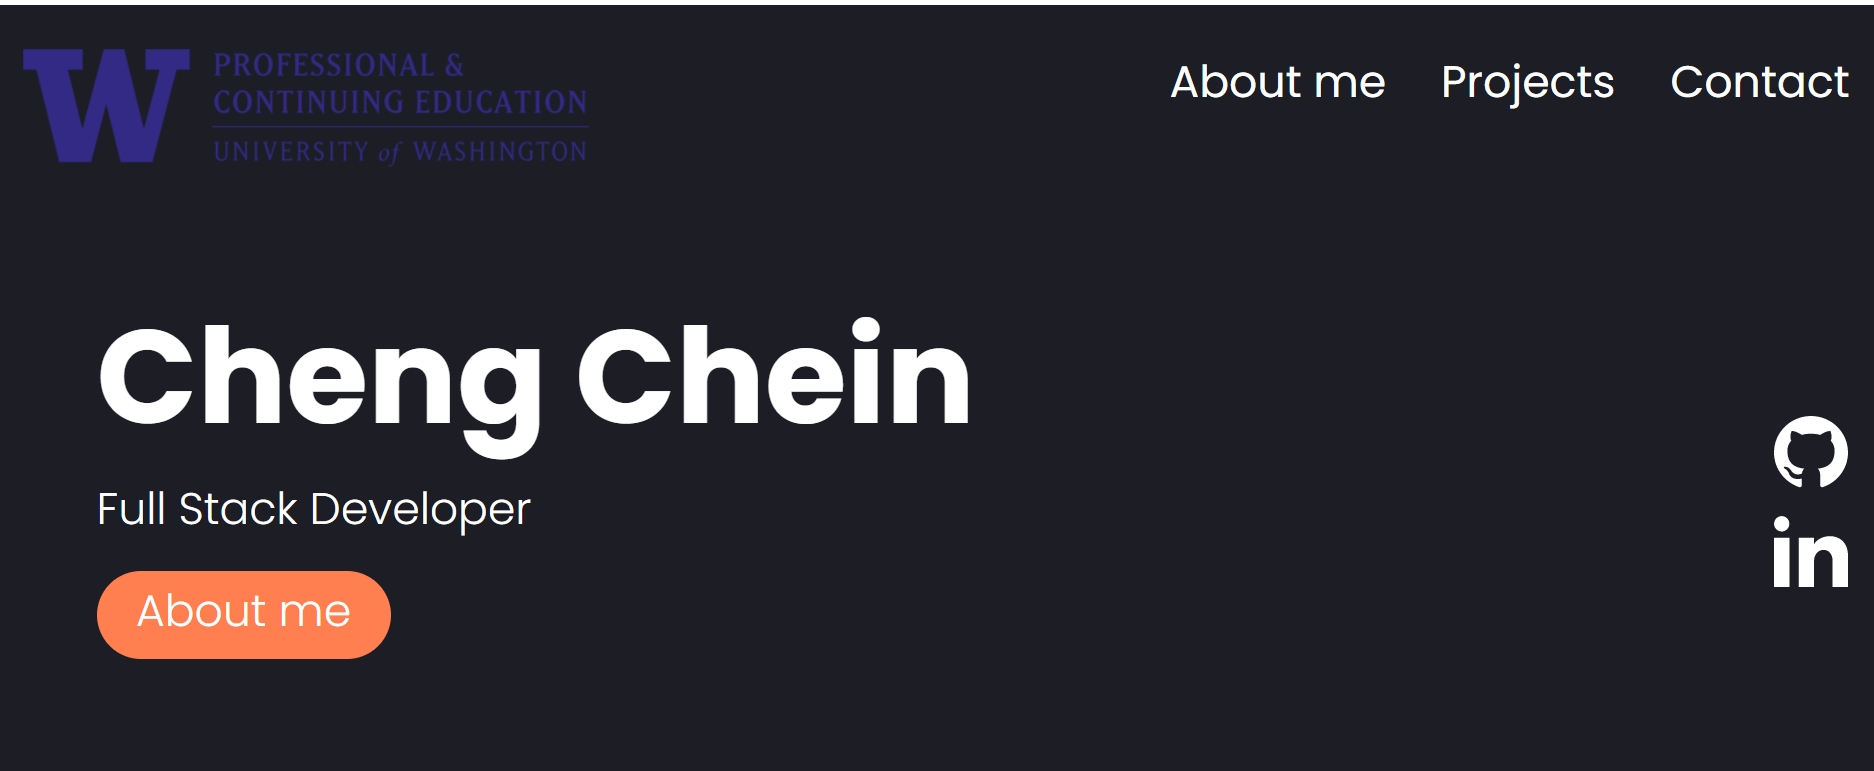 W
PROFESSIONAL &
CONTINUING EDUCATION
UNIVERSITY of WASHINGTON
About me Projects Contact
Cheng Chein
Full Stack Developer
About me
in